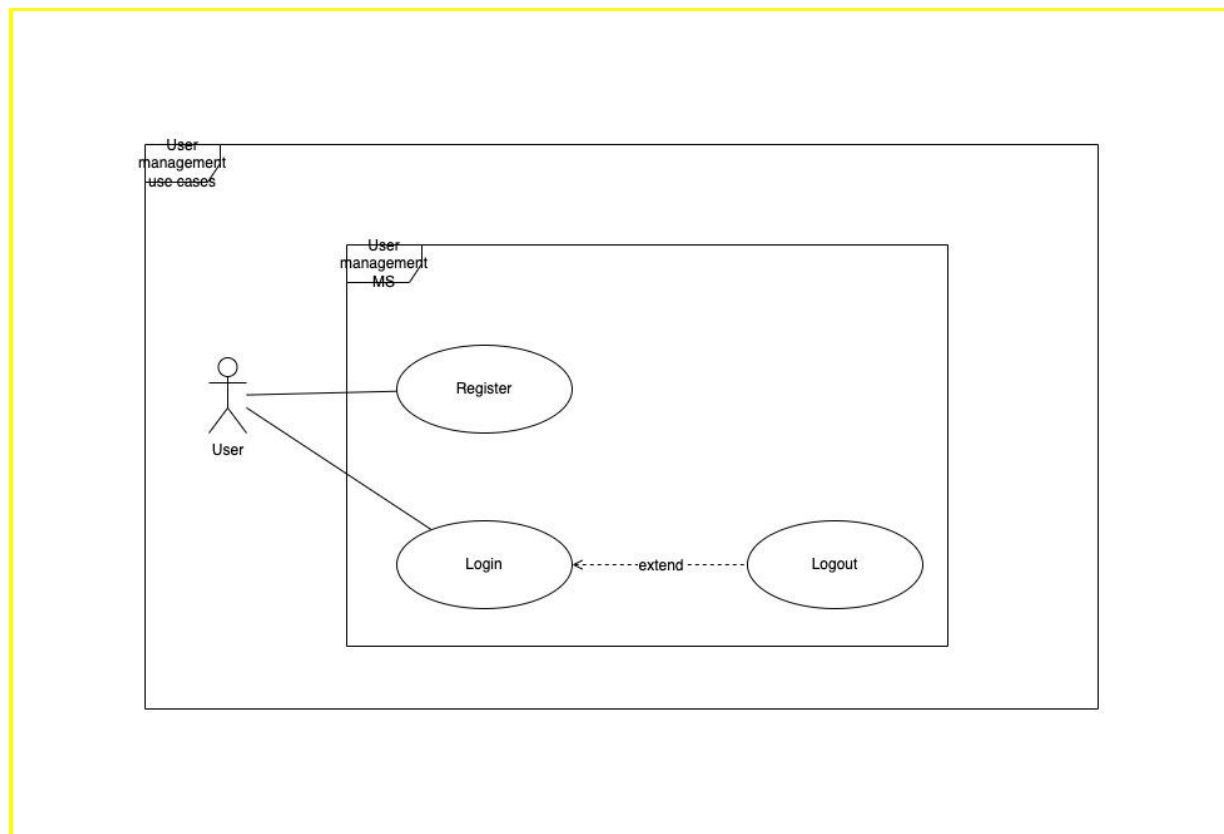 User
management
use cases
User
management
MS
Register
User
Login
extend
Logout